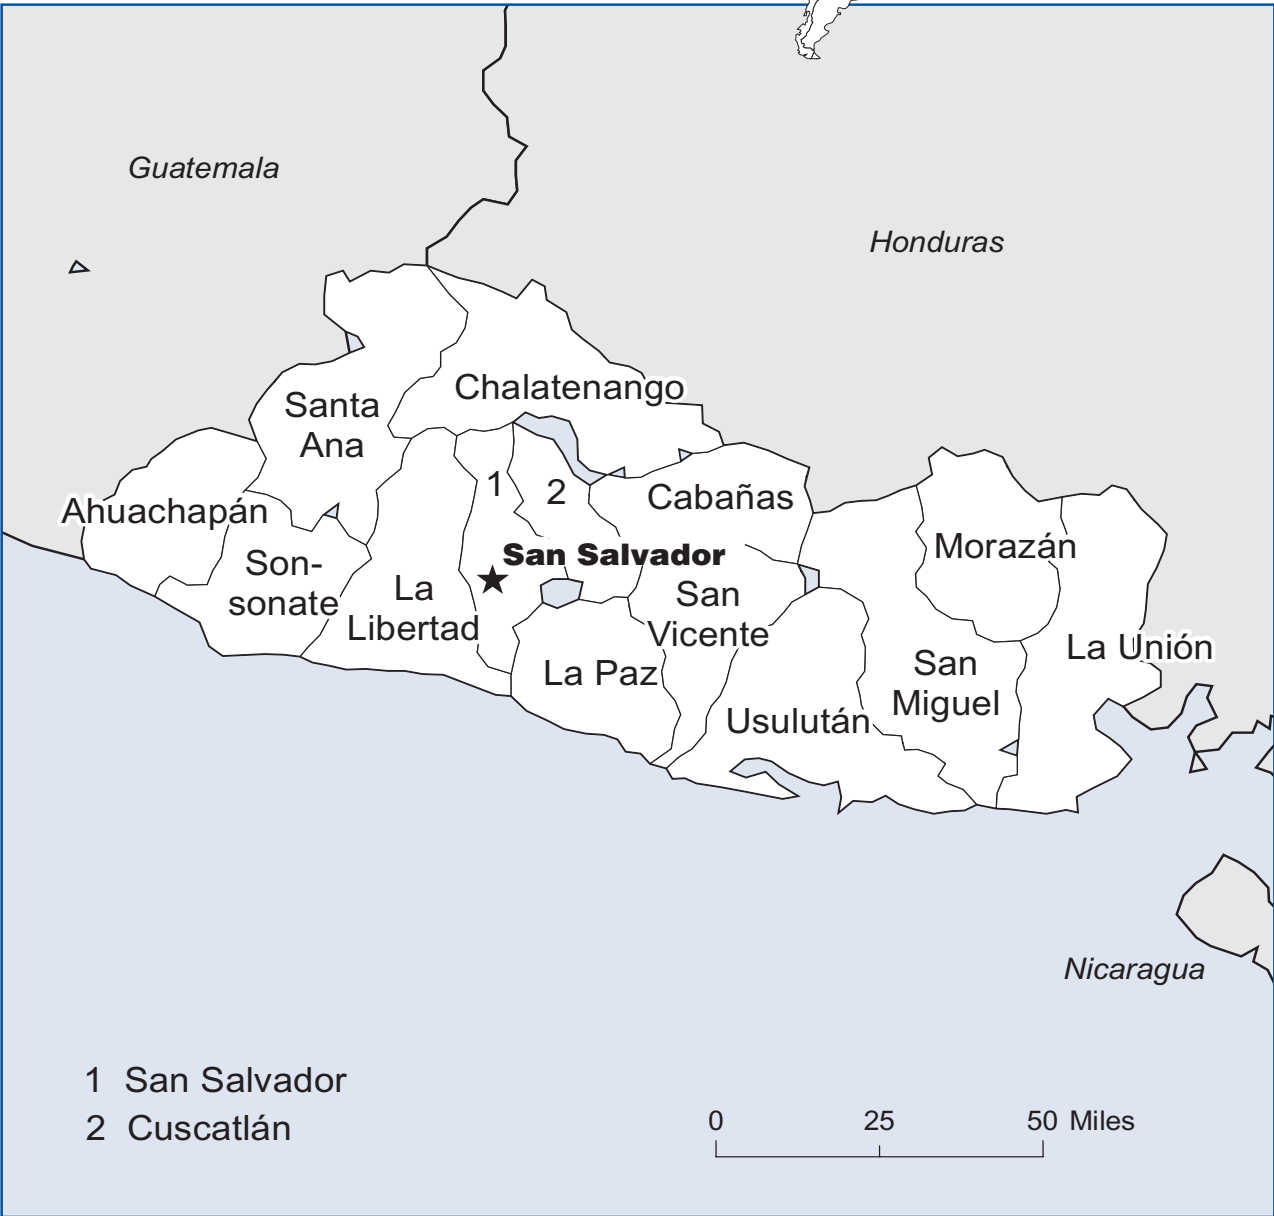 Guatemala
Honduras
Chalatenango
Santa
Ana
1
2
Cabañas
Ahuachapán
Morazán
San Salvador
Son-
sonate
La
Libertad
San
Vicente
La Unión
La Paz
San
Miguel
Usulután
Nicaragua
1 San Salvador
2 Cuscatlán
0 25 50 Miles